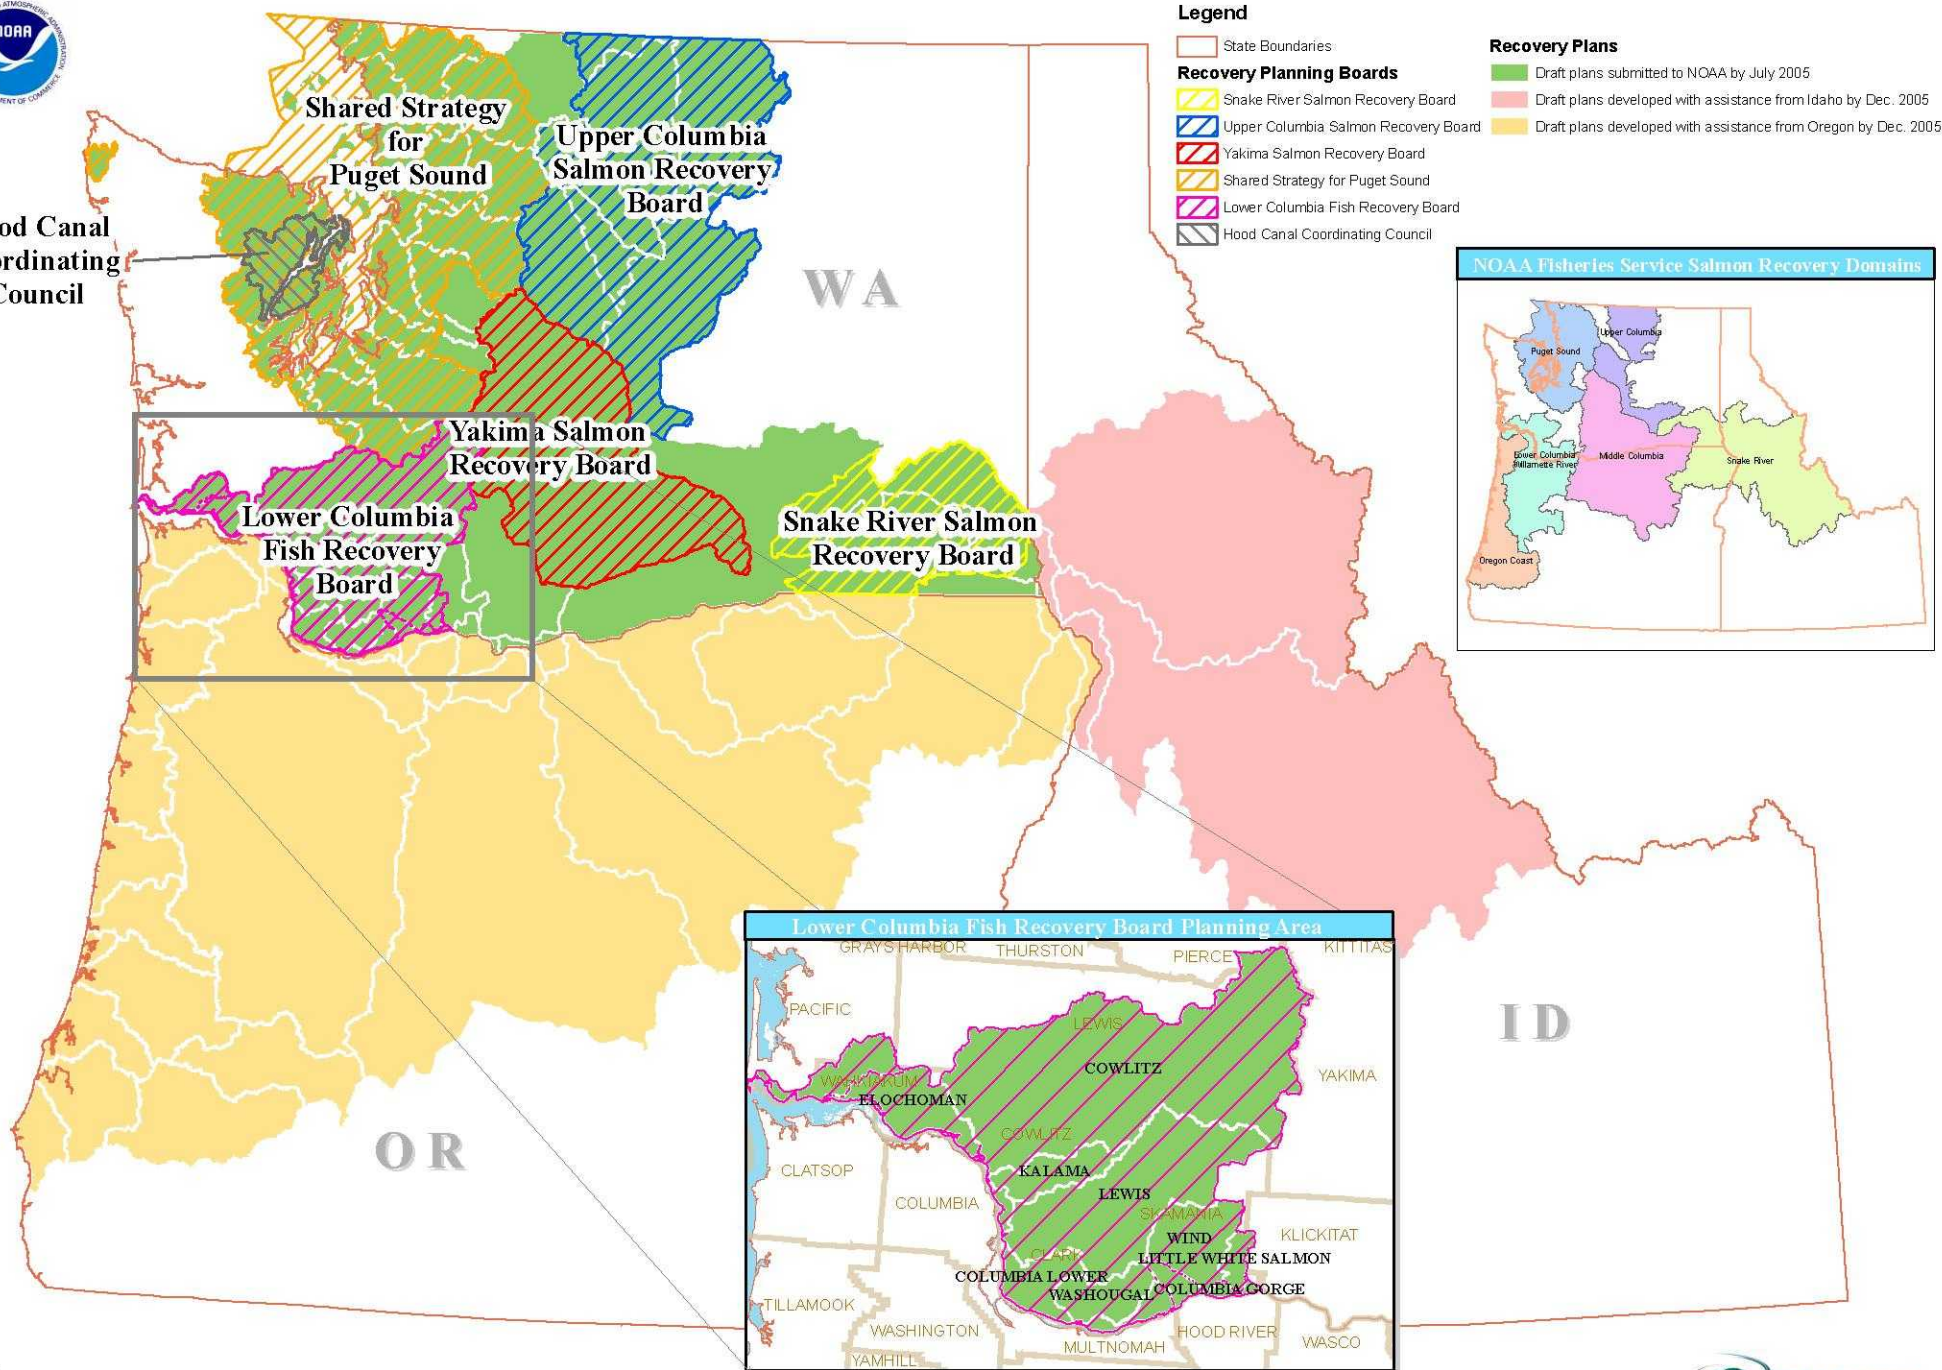 NOAA
Legend
State Boundaries
Recovery Planning Boards
Snake River Salmon Recovery Board
Upper Columbia Salmon Recovery Board
Yakima Salmon Recovery Board
Shared Strategy for Puget Sound
Lower Columbia Fish Recovery Board
Hood Canal Coordinating Council
Recovery Plans
Draft plans submitted to NOAA by July 2005
Draft plans developed with assistance from Idaho by Dec. 2005
Draft plans developed with assistance from Oregon by Dec. 2005
Shared Strategy
for
Puget Sound
Upper Columbia
Salmon Recovery
Board
od Canal
ordinating
Council
WA
Yakima Salmon
Recovery Board
Lower Columbia
Fish Recovery
Board
Snake River Salmon
Recovery Board
OR
ID
NOAA Fisheries Service Salmon Recovery Domains
Puget Sound
Upper Columbia
Lower Columbia
Willamette River
Middle Columbia
Snake River
Oregon Coast
Lower Columbia Fish Recovery Board Planning Area
GRAYS HARBOR
THURSTON
PIERCE
KITTITAS
PACIFIC
LEWIS
COWLITZ
YAKIMA
WAHKIAKUM
ELOCHOMAN
COWLITZ
CLATSOP
KALAMA
COLUMBIA
LEWIS
SKAMANIA
WIND
KLICKITAT
CLARK
LITTLE WHITE SALMON
COLUMBIA LOWER
WASHOUGAL
COLUMBIA GORGE
TILLAMOOK
WASHINGTON
HOOD RIVER
MULTNOMAH
WASCO
YAMHILL